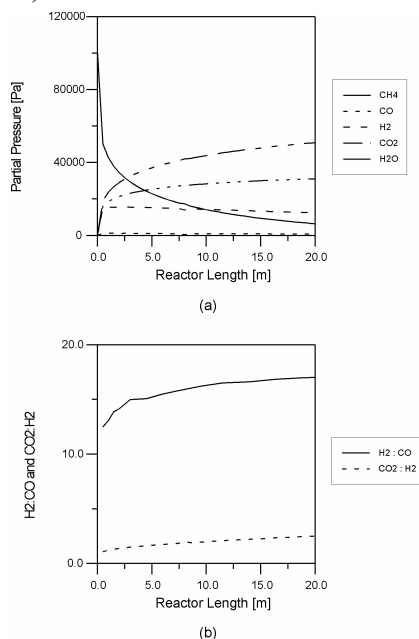 120000
80000
40000
0
Partial Pressure [Pa]
0.0 5.0 10.0 15.0 20.0
Reactor Length [m]
CH4
CO
H2
CO2
H2O
(a)
20.0
10.0
0.0
H2:CO and CO2:H2
0.0 5.0 10.0 15.0 20.0
Reactor Length [m]
H2 : CO
CO2 : H2
(b)